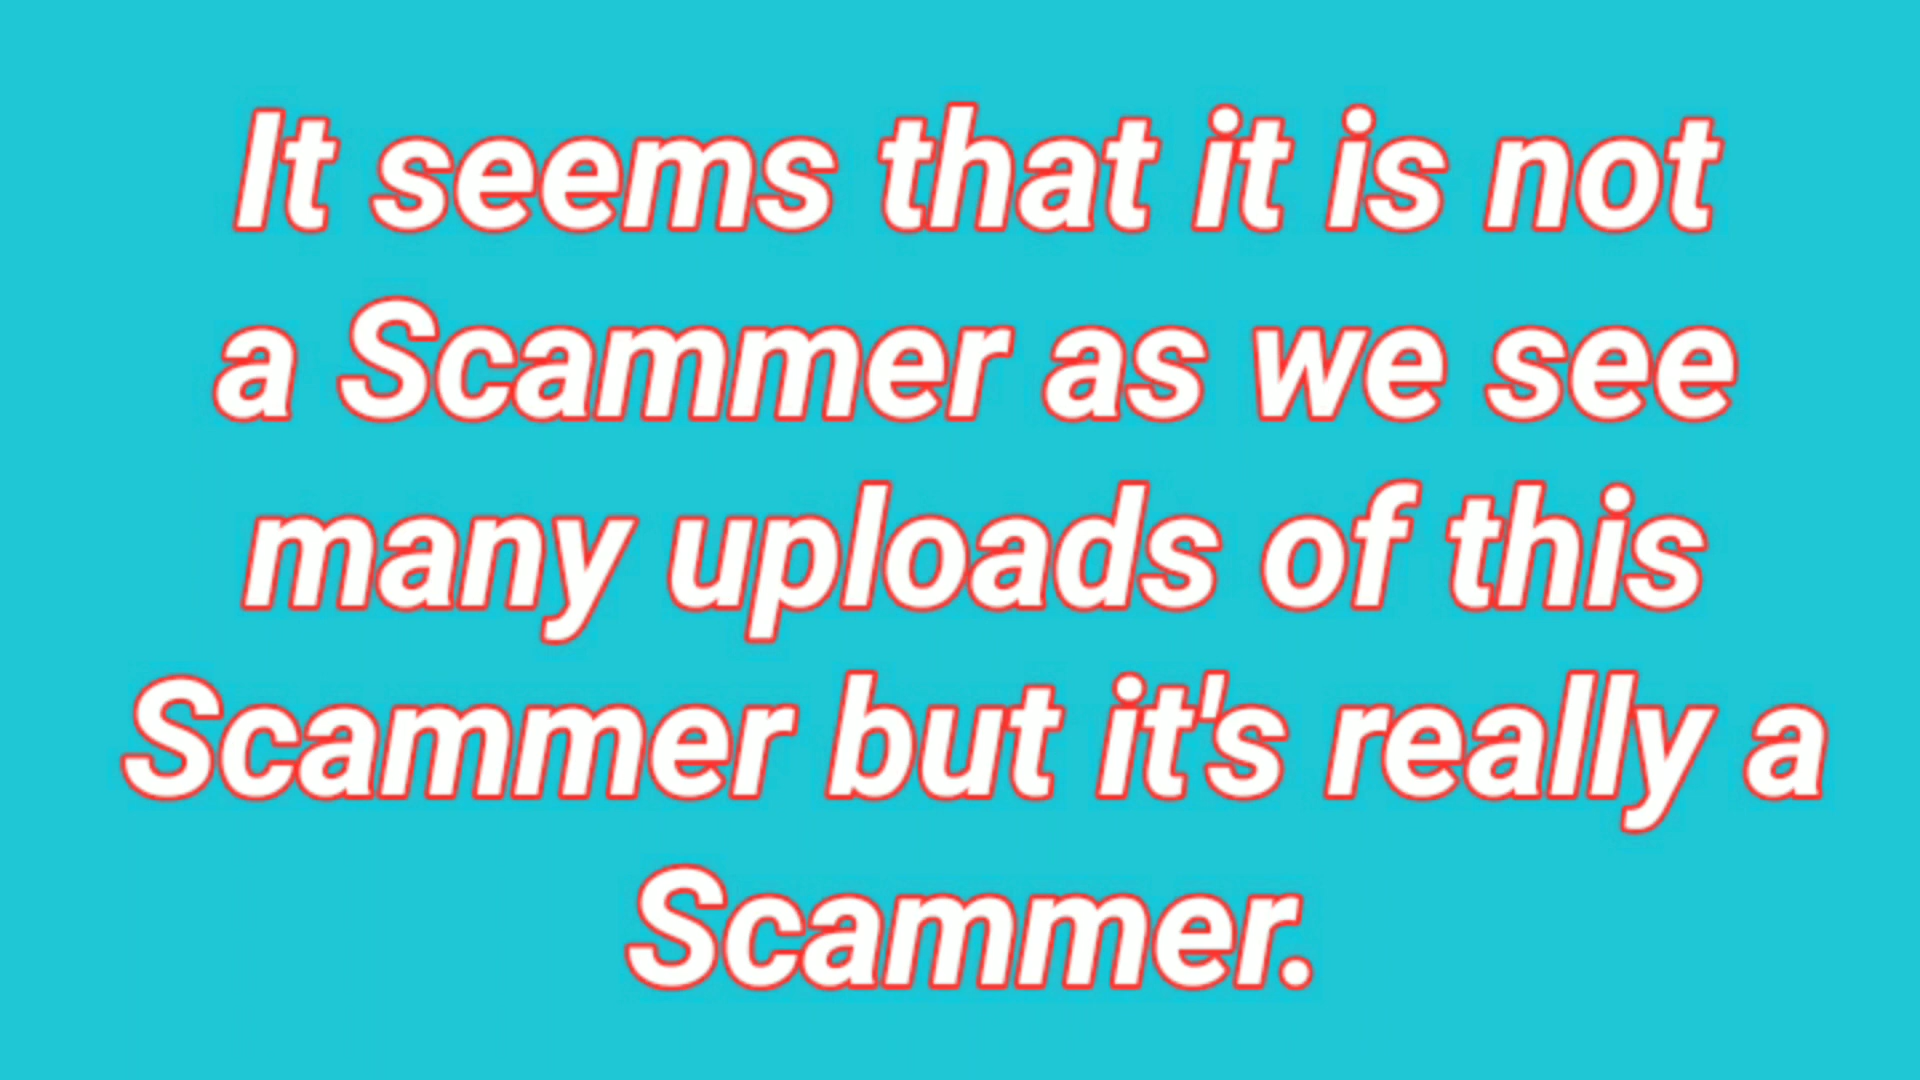 It seems that it is not
a Scammer as we see
many uploads of this
Scammer but it's really a
Scammer.